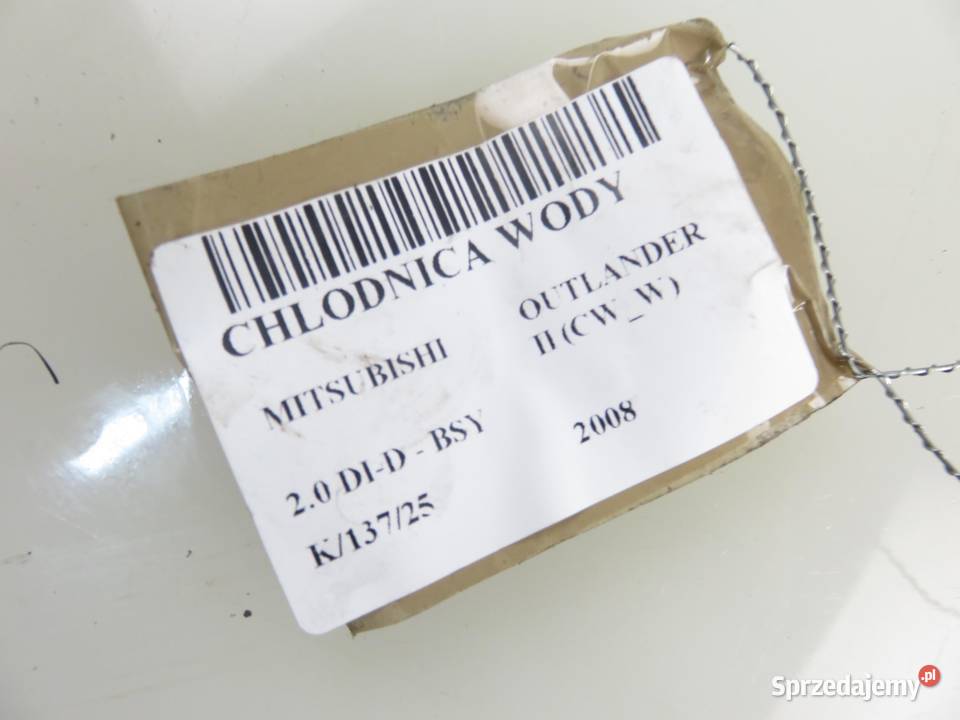 CHLODNICA WODY
MITSUBISHI OUTLANDER
II (CW_W)
2.0 DI-D - BSY 2008
K/137/25
Sprzedajemy.pl